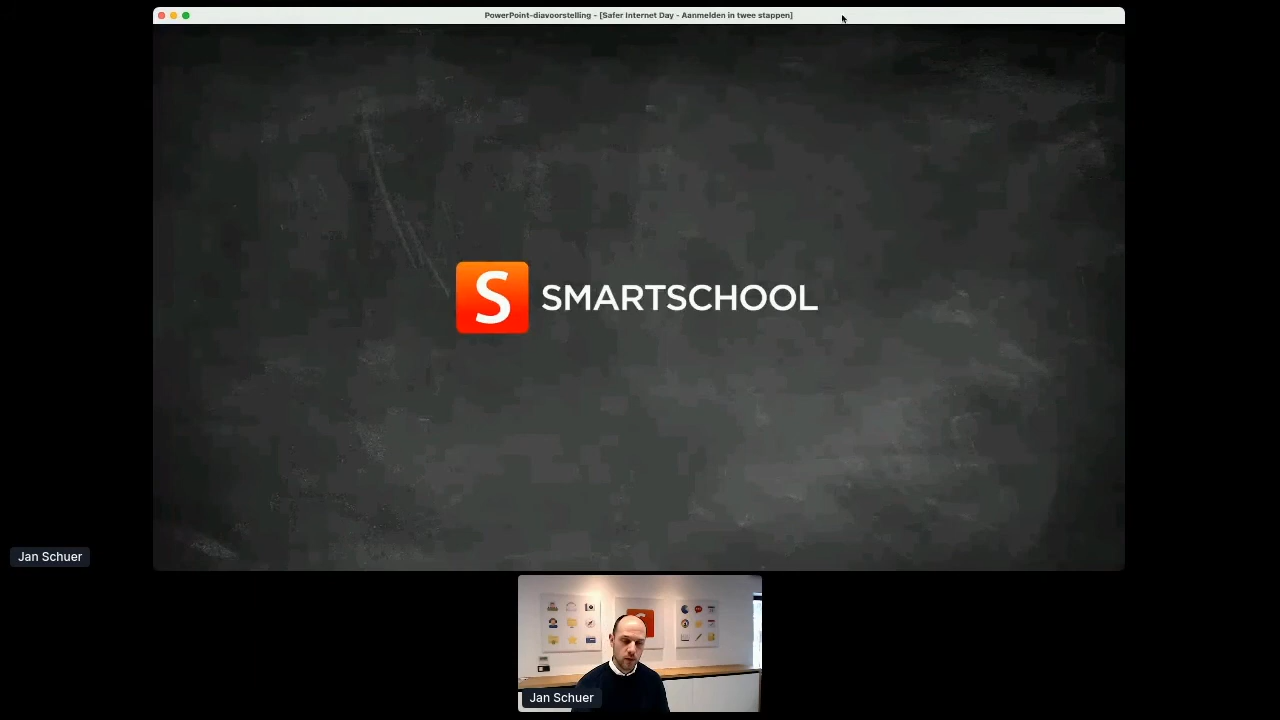 PowerPoint-diavoorstelling - [Safer Internet Day - Aanmelden in twee stappen]
S SMARTSCHOOL
Jan Schuer
Jan Schuer